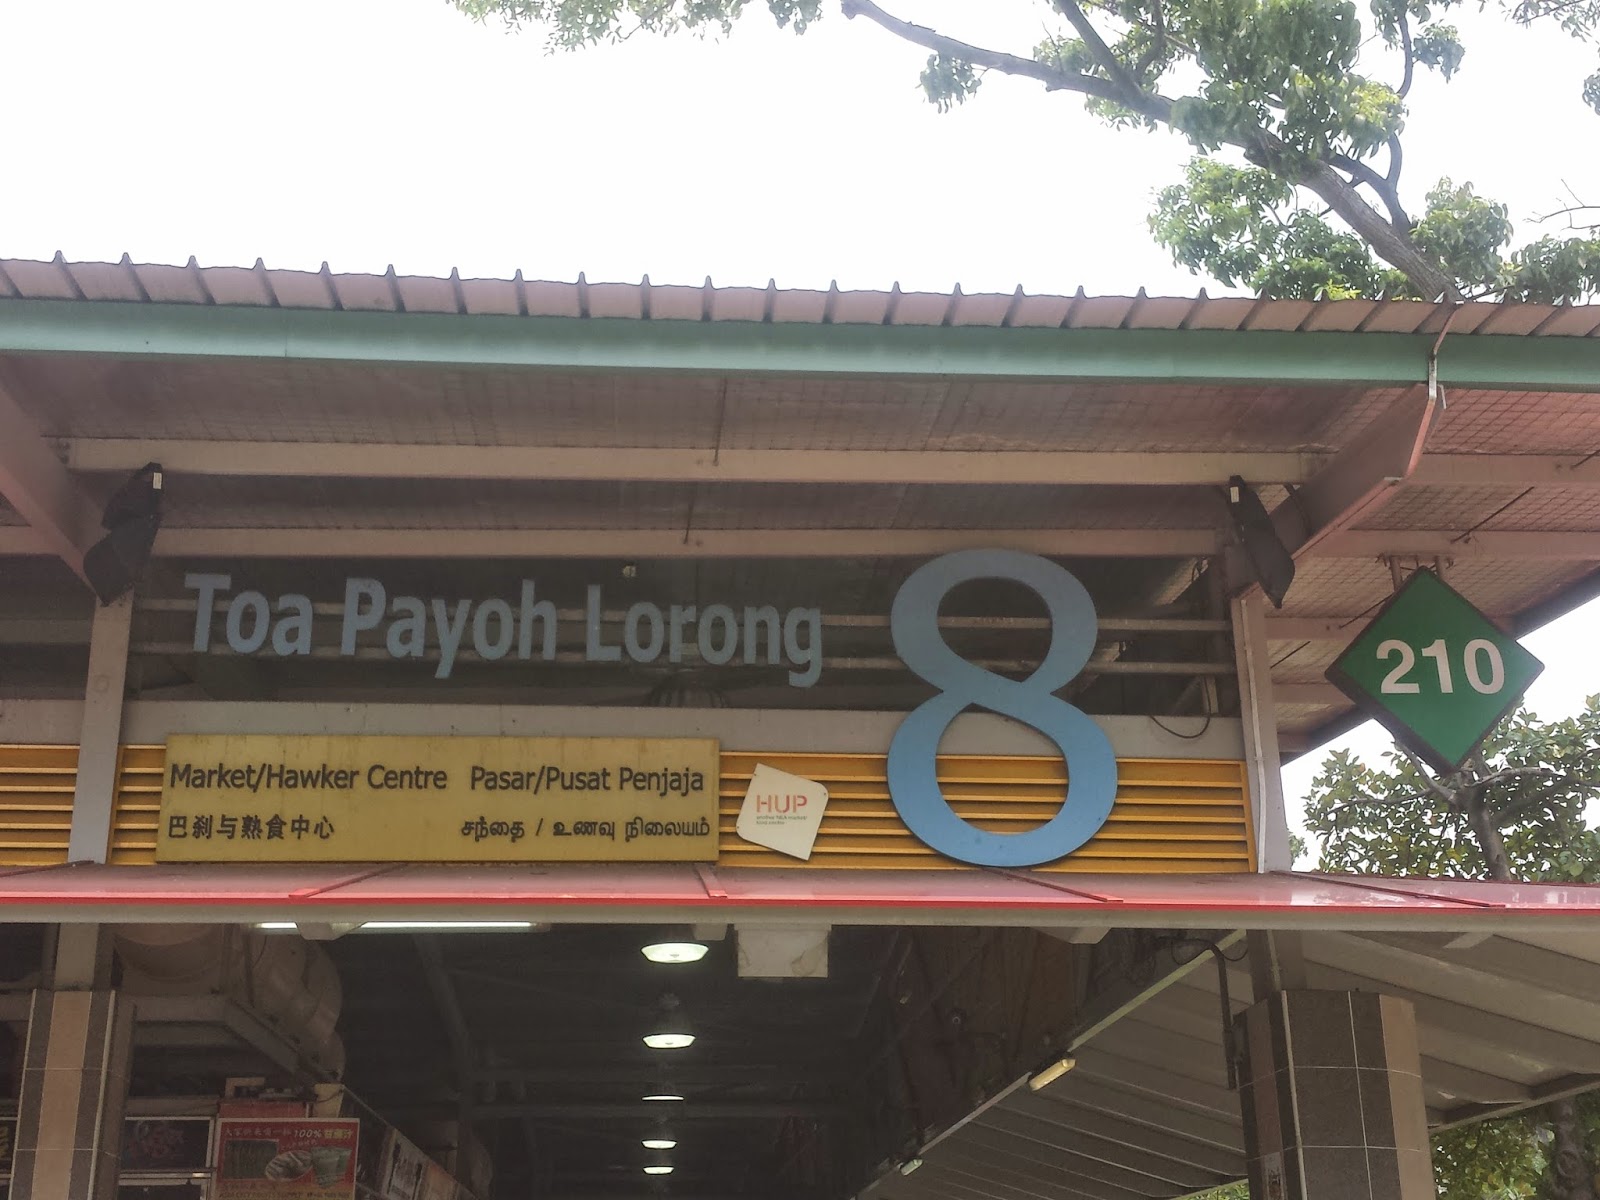 Toa Payoh Lorong 8
210
Market/Hawker Centre Pasar/Pusat Penjaja
巴刹与熟食中心 சந்தை / உணவு நிலையம்
HUP
100%